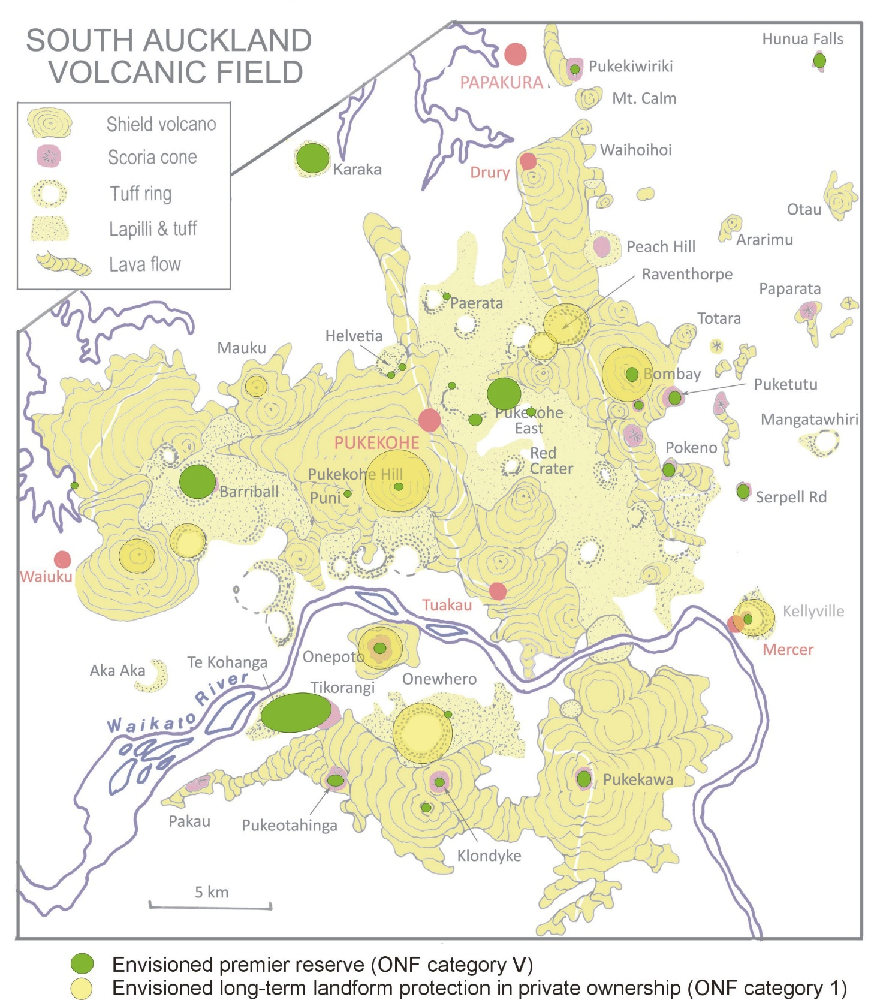 SOUTH AUCKLAND
VOLCANIC FIELD
Shield volcano
Scoria cone
Tuff ring
Lapilli & tuff
Lava flow
Hunua Falls
Pukekiwiriki
PAPAKURA
Mt. Calm
Waihoihoi
Karaka
Drury
Otau
Ararimu
Peach Hill
Raventhorpe
Paparata
Paerata
Totara
Helvetia
Mauku
Bombay
Puketutu
Pukekohe
East
Mangatawhiri
PUKEKOHE
Pokeno
Red
Crater
Pukekohe Hill
Puni
Barriball
Serpell Rd
Waiuku
Tuakau
Kellyville
Mercer
Onepoto
Te Kohanga
Aka Aka
Onewhero
Tikorangi
Waikato River
Pukekawa
Pakau
Pukeotahinga
Klondyke
5 km
Envisioned premier reserve (ONF category V)
Envisioned long-term landform protection in private ownership (ONF category 1)